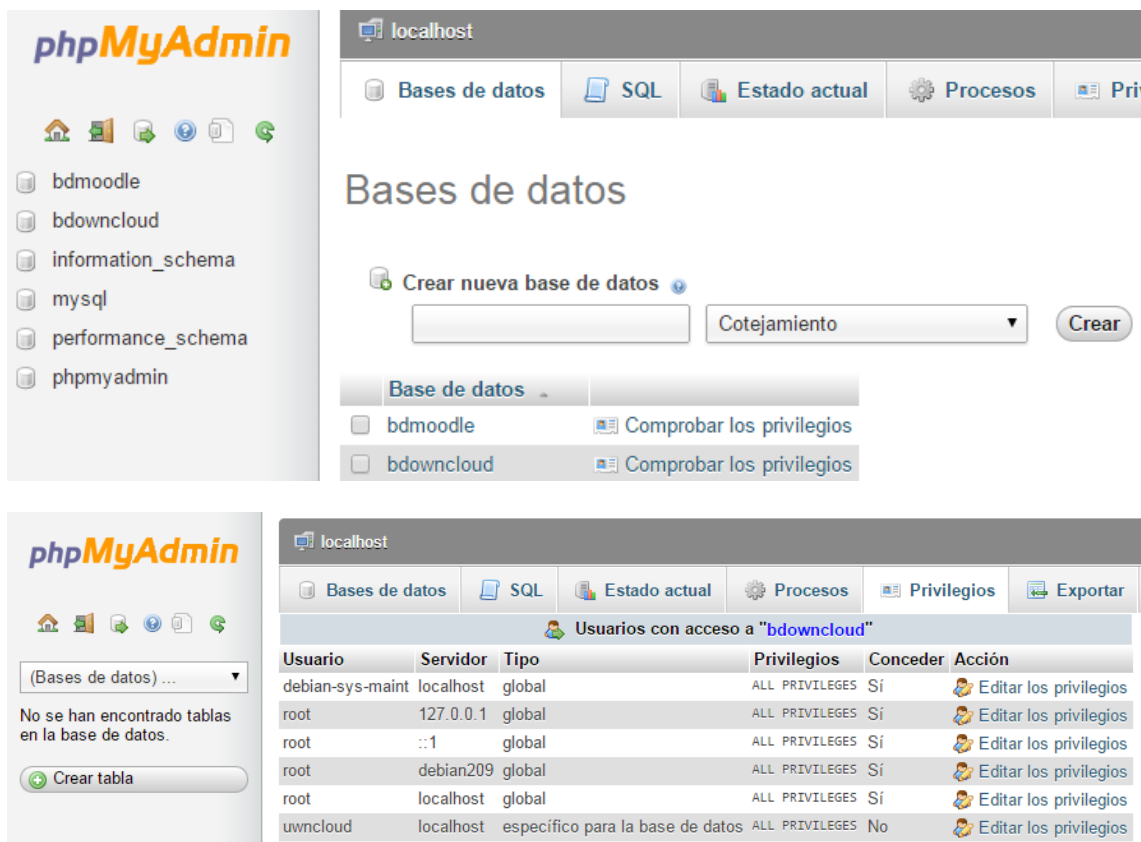 phpMyAdmin
bdmoodle
bdowncloud
information_schema
mysql
performance_schema
phpmyadmin
localhost
Bases de datos SQL Estado actual Procesos Pri
Bases de datos
Crear nueva base de datos
Cotejamiento Crear
Base de datos
bdmoodle Comprobar los privilegios
bdowncloud Comprobar los privilegios
phpMyAdmin
(Bases de datos) ...
No se han encontrado tablas
en la base de datos.
Crear tabla
localhost
Bases de datos SQL Estado actual Procesos Privilegios Exportar
Usuarios con acceso a "bdowncloud"
Usuario Servidor Tipo Privilegios Conceder Acción
debian-sys-maint localhost global ALL PRIVILEGES Sí Editar los privilegios
root 127.0.0.1 global ALL PRIVILEGES Sí Editar los privilegios
root ::1 global ALL PRIVILEGES Sí Editar los privilegios
root debian209 global ALL PRIVILEGES Sí Editar los privilegios
root localhost global ALL PRIVILEGES Sí Editar los privilegios
uwncloud localhost específico para la base de datos ALL PRIVILEGES No Editar los privilegios